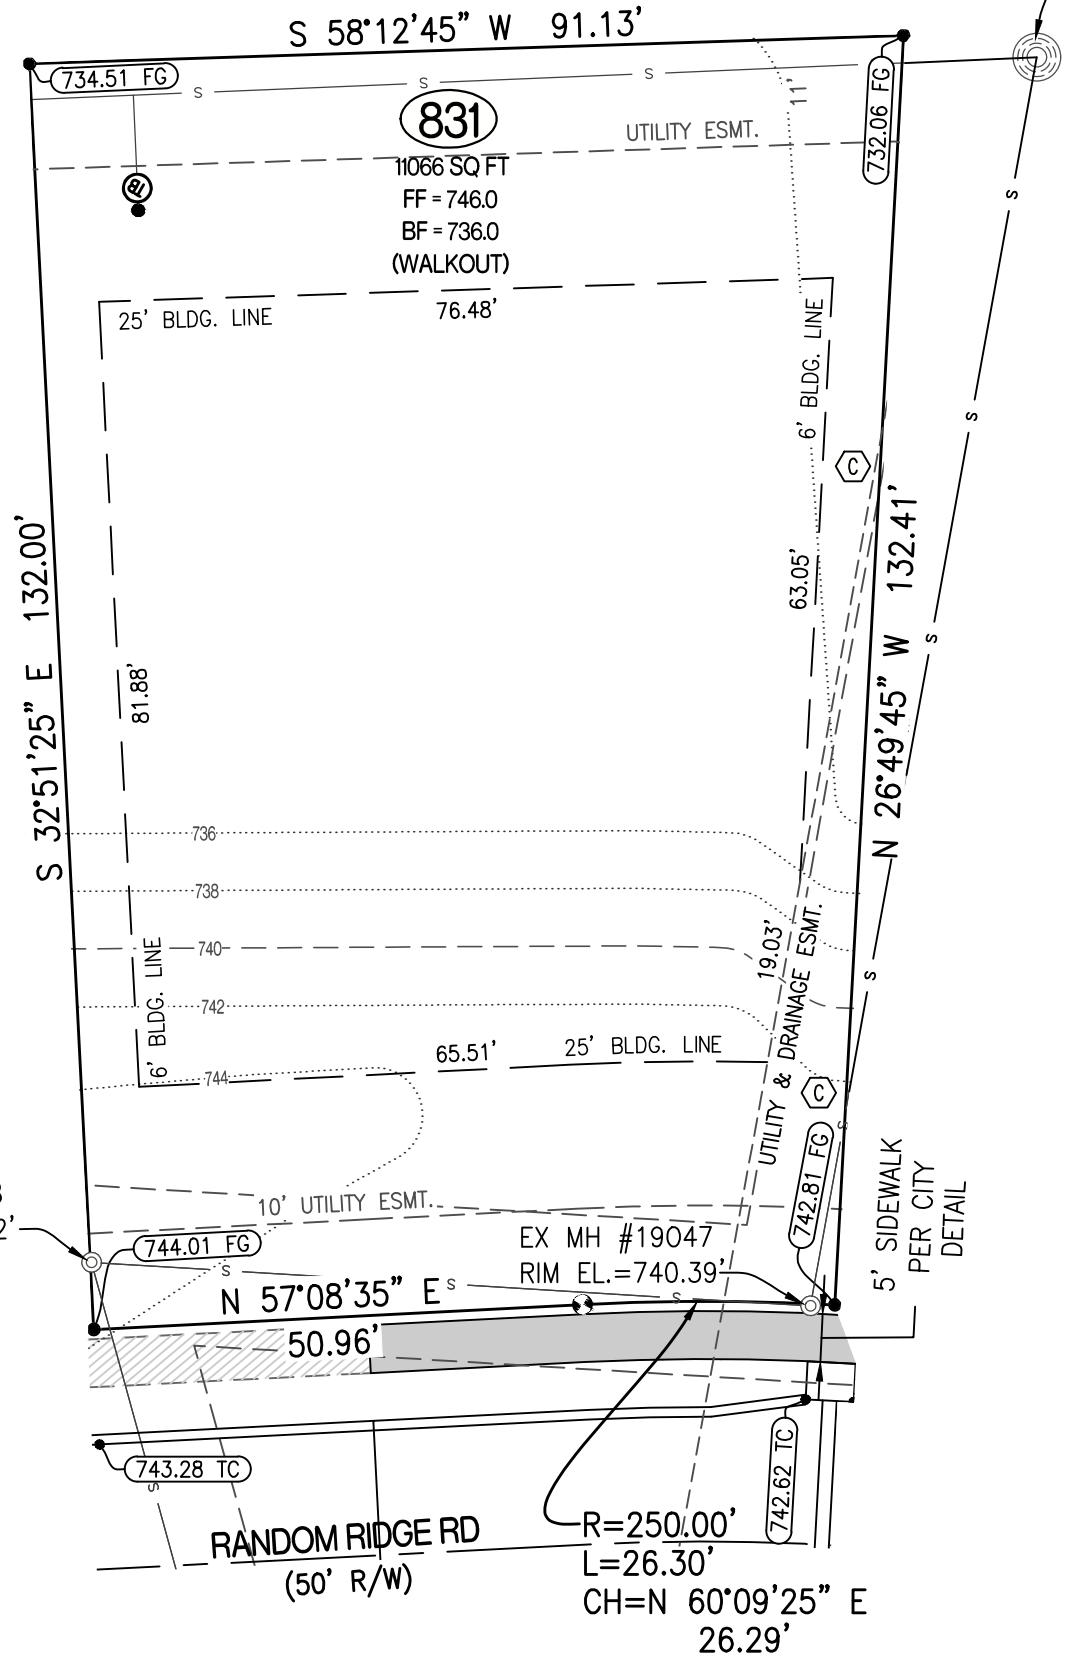 S 58°12'45” W 91.13'
734.51 FG
S
S
S
11'
732.06 FG
831
UTILITY ESMT.
11066 SQ FT
FF = 746.0
BF = 736.0
(WALKOUT)
TB
S
25' BLDG. LINE
76.48'
6' BLDG. LINE
S
C
S 32°51'25” E 132.00'
N 26°49'45” W 132.41'
63.05'
S
81.88'
736
738
740
742
744
6' BLDG. LINE
19.03'
UTILITY & DRAINAGE ESMT.
S
65.51'
25' BLDG. LINE
C
S
742.81 FG
5' SIDEWALK
PER CITY
DETAIL
2'
10' UTILITY ESMT.
744.01 FG
EX MH #19047
RIM EL.=740.39'
S
S
S
N 57°08'35” E
50.96'
743.28 TC
S
742.62 TC
RANDOM RIDGE RD
(50' R/W)
R=250.00'
L=26.30'
CH=N 60°09'25” E
26.29'